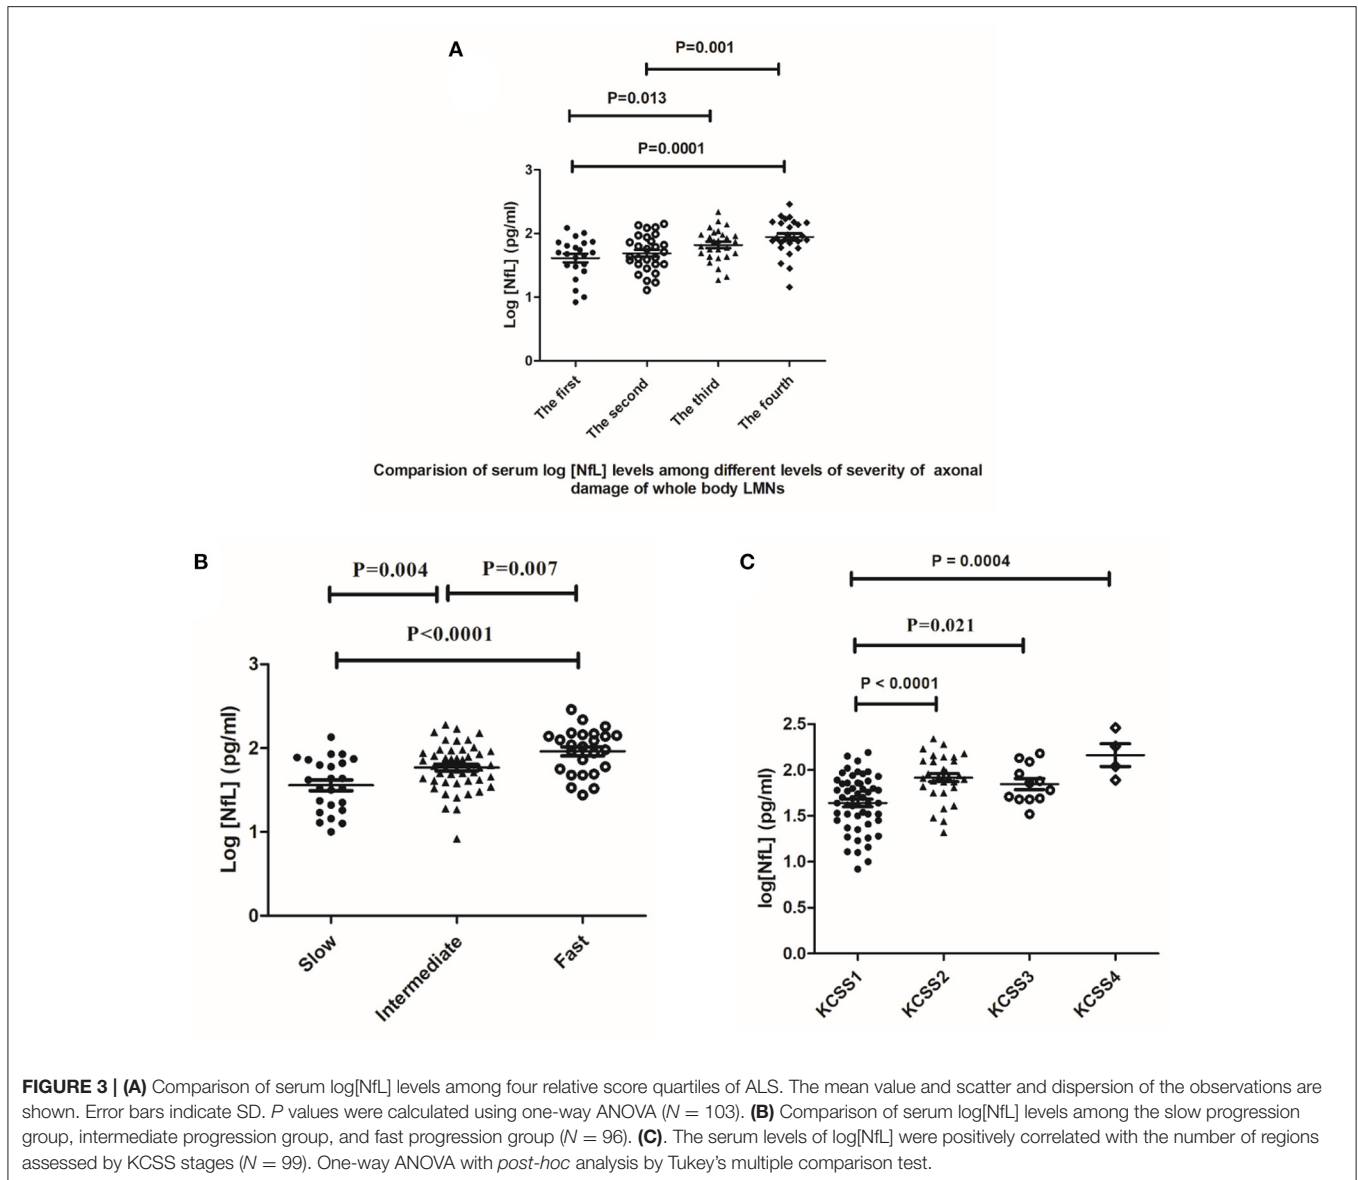 A
P=0.001
P=0.013
P=0.0001
3
2
1
0
Log [NfL] (pg/ml)
The first
The second
The third
The fourth
Comparision of serum log [NfL] levels among different levels of severity of axonal
damage of whole body LMNs
B
P=0.004
P=0.007
P<0.0001
3
2
1
0
Log [NfL] (pg/ml)
Slow
Intermediate
Fast
C
P = 0.0004
P=0.021
P < 0.0001
2.5
2.0
1.5
1.0
0.5
0.0
log[NfL] (pg/ml)
KCSS1
KCSS2
KCSS3
KCSS4
FIGURE 3 | (A) Comparison of serum log[NfL] levels among four relative score quartiles of ALS. The mean value and scatter and dispersion of the observations are
shown. Error bars indicate SD. P values were calculated using one-way ANOVA (N = 103). (B) Comparison of serum log[NfL] levels among the slow progression
group, intermediate progression group, and fast progression group (N = 96). (C). The serum levels of log[NfL] were positively correlated with the number of regions
assessed by KCSS stages (N = 99). One-way ANOVA with post-hoc analysis by Tukey's multiple comparison test.